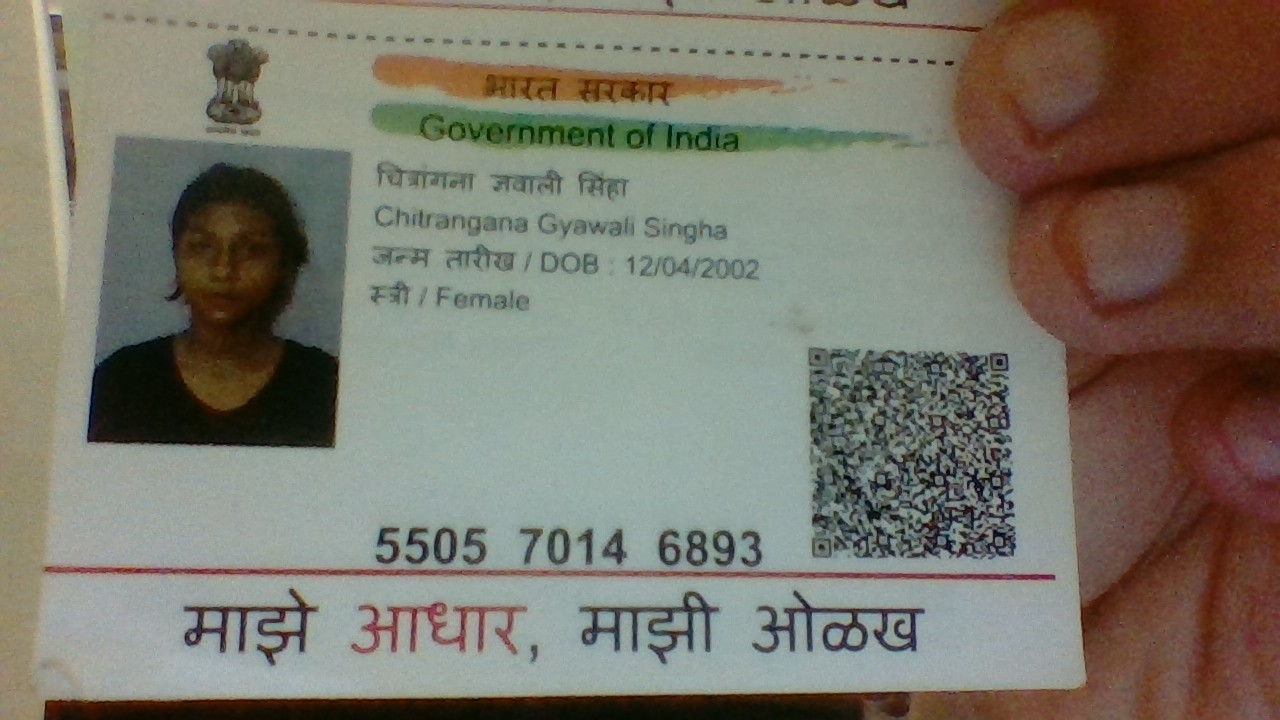 भारत सरकार
Government of India
चित्रांगना ज्ञवाली सिंहा
Chitrangana Gyawali Singha
जन्म तारीख / DOB : 12/04/2002
स्त्री / Female
5505 7014 6893
माझे आधार, माझी ओळख